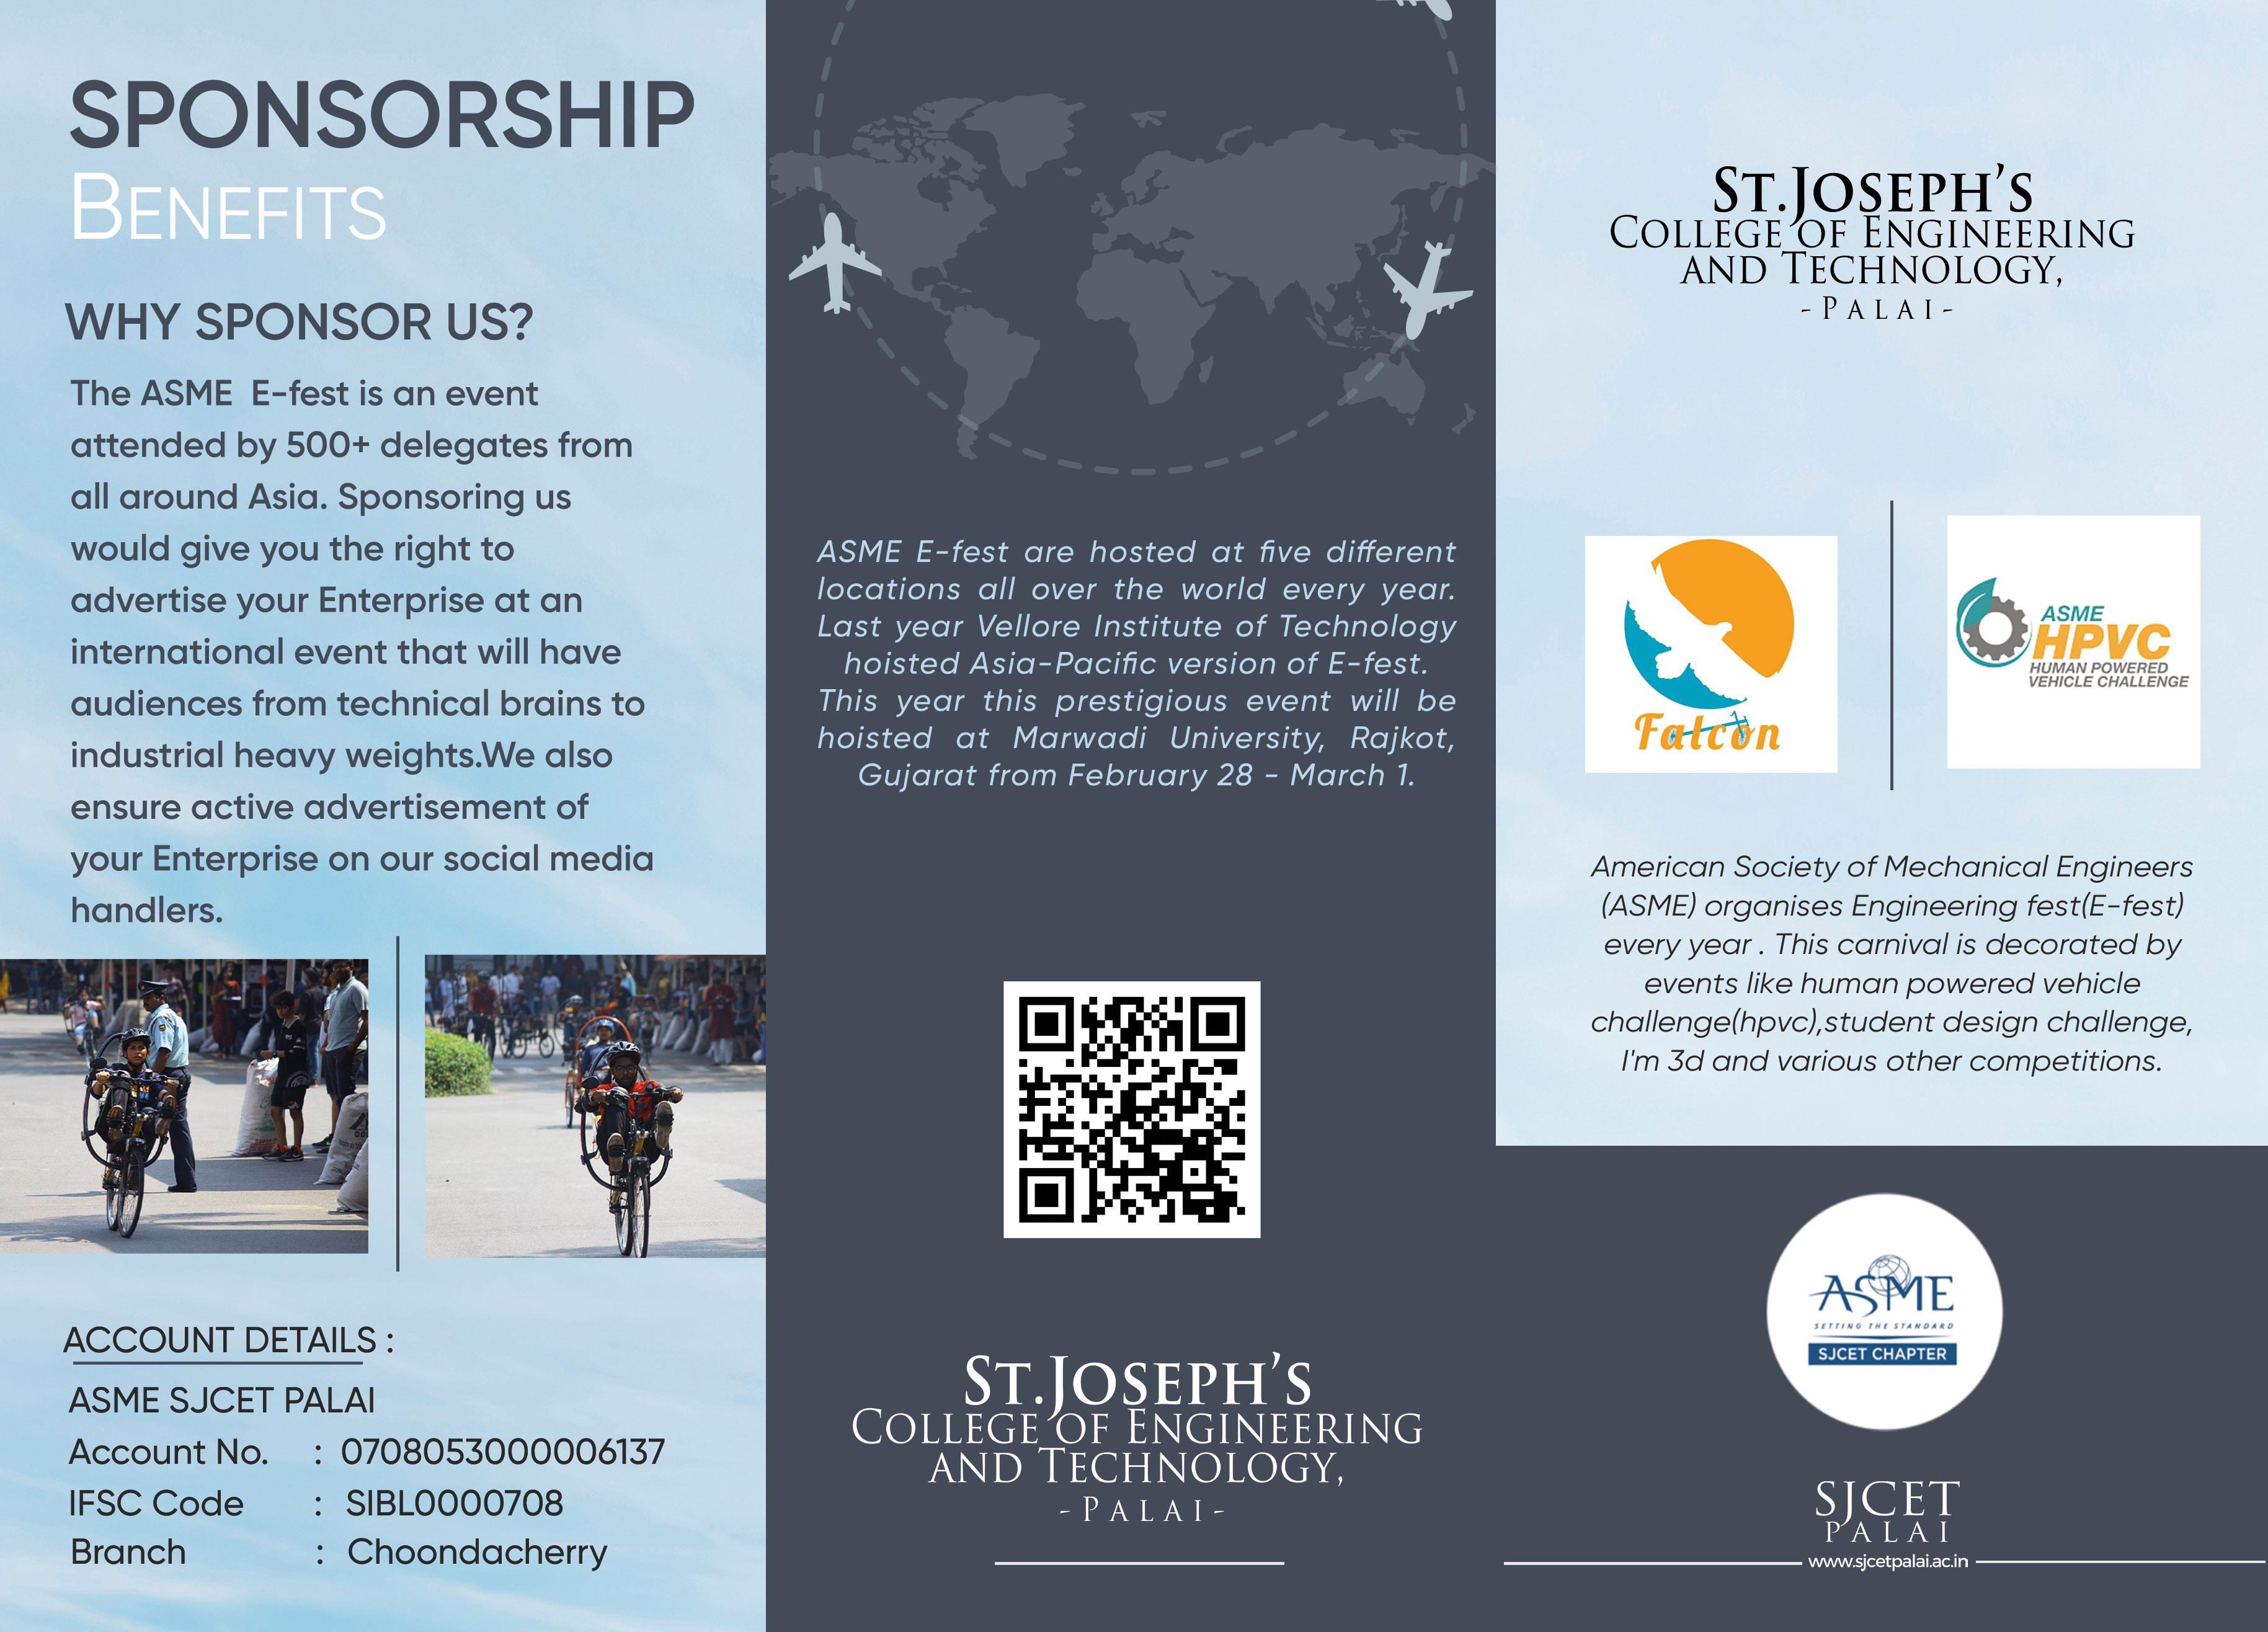 SPONSORSHIP
BENEFITS
WHY SPONSOR US?
The ASME E-fest is an event
attended by 500+ delegates from
all around Asia. Sponsoring us
would give you the right to
advertise your Enterprise at an
international event that will have
audiences from technical brains to
industrial heavy weights.We also
ensure active advertisement of
your Enterprise on our social media
handlers.
ACCOUNT DETAILS :
ASME SJCET PALAI
Account No. : 0708053000006137
IFSC Code : SIBL0000708
Branch : Choondacherry
ASME E-fest are hosted at five different
locations all over the world every year.
Last year Vellore Institute of Technology
hoisted Asia-Pacific version of E-fest.
This year this prestigious event will be
hoisted at Marwadi University, Rajkot,
Gujarat from February 28 - March 1.
ST.JOSEPH'S
COLLEGE OF ENGINEERING
AND TECHNOLOGY,
- PALAI -
ST.JOSEPH'S
COLLEGE OF ENGINEERING
AND TECHNOLOGY,
- PALAI -
Falcon
ASME
HPVC
HUMAN POWERED
VEHICLE CHALLENGE
American Society of Mechanical Engineers
(ASME) organises Engineering fest(E-fest)
every year . This carnival is decorated by
events like human powered vehicle
challenge(hpvc),student design challenge,
I'm 3d and various other competitions.
ASME
SETTING THE STANDARD
SJCET CHAPTER
SJCET
PALAI
www.sjcetpalai.ac.in